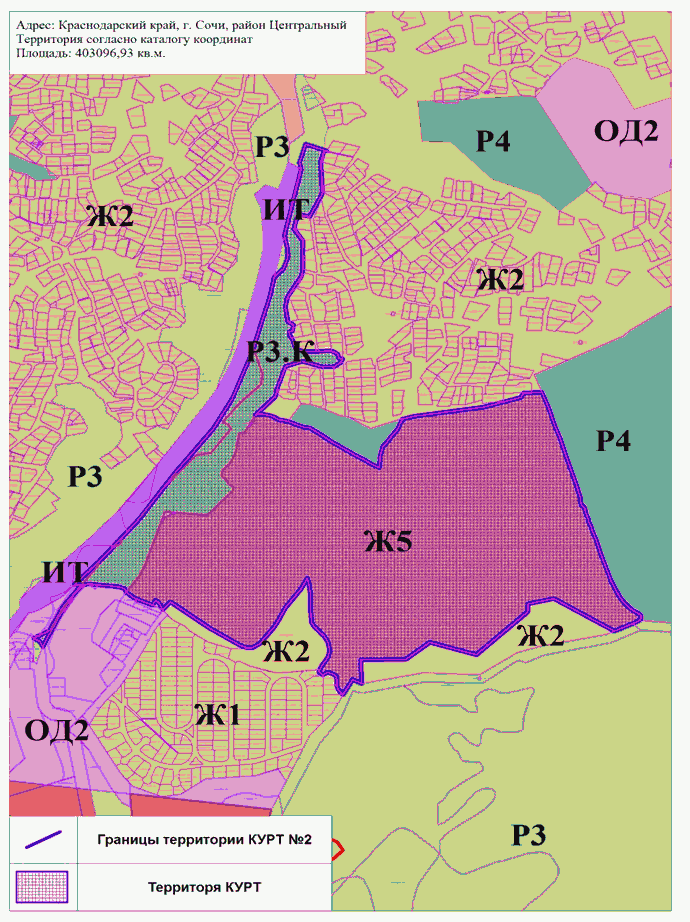 Адрес: Краснодарский край, г. Сочи, район Центральный
Территория согласно каталогу координат
Площадь: 403096,93 кв.м.
Р3
Р4
ОД2
Ж2
ИТ
Ж2
Р3.К
Р4
Р3
Ж5
ИТ
Ж2
Ж2
Ж1
ОД2
Р3
Границы территории КУРТ №2
Территоря КУРТ